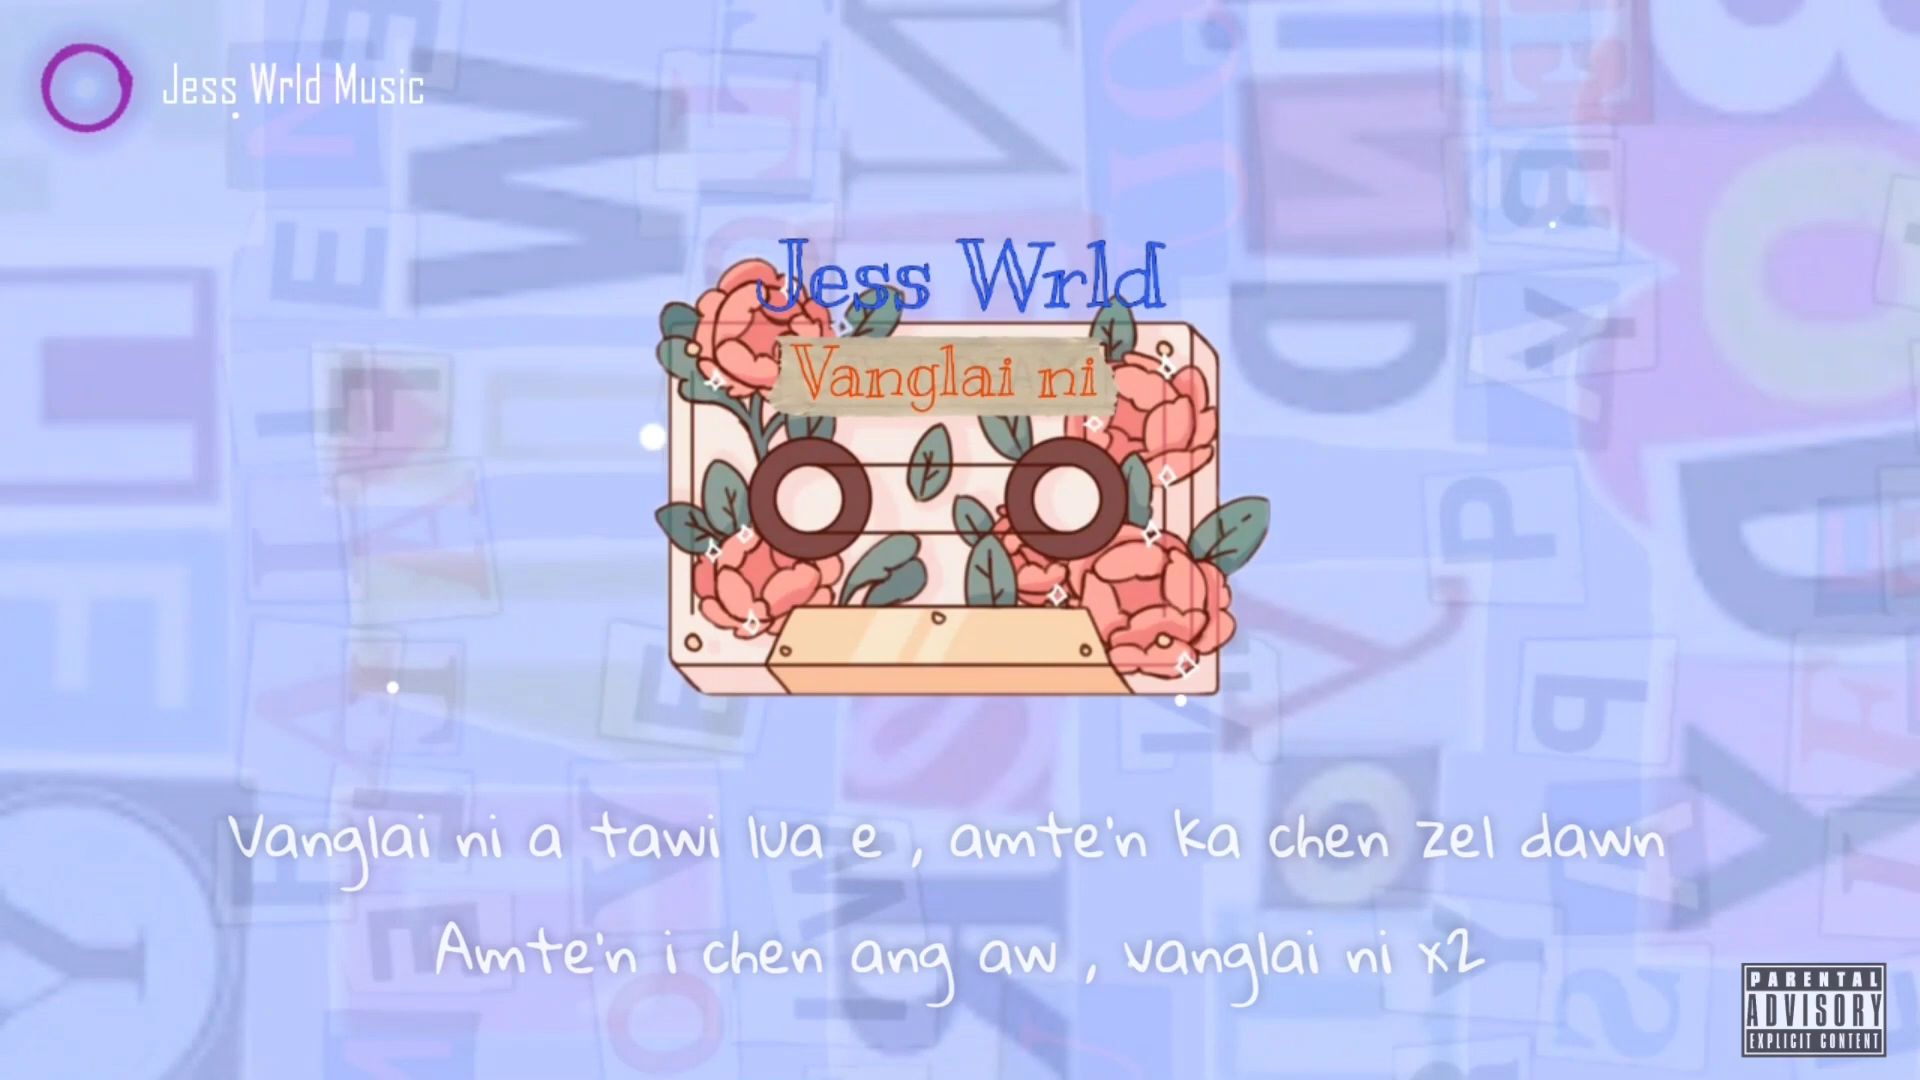 Jess Wrld Music
Jess Wrld
Vanglai ni
Vanglai ni a tawi lua e , amte'n ka chen zel dawn
Amte'n i chen ang aw , vanglai ni x2
PARENTAL
ADVISORY
EXPLICIT CONTENT